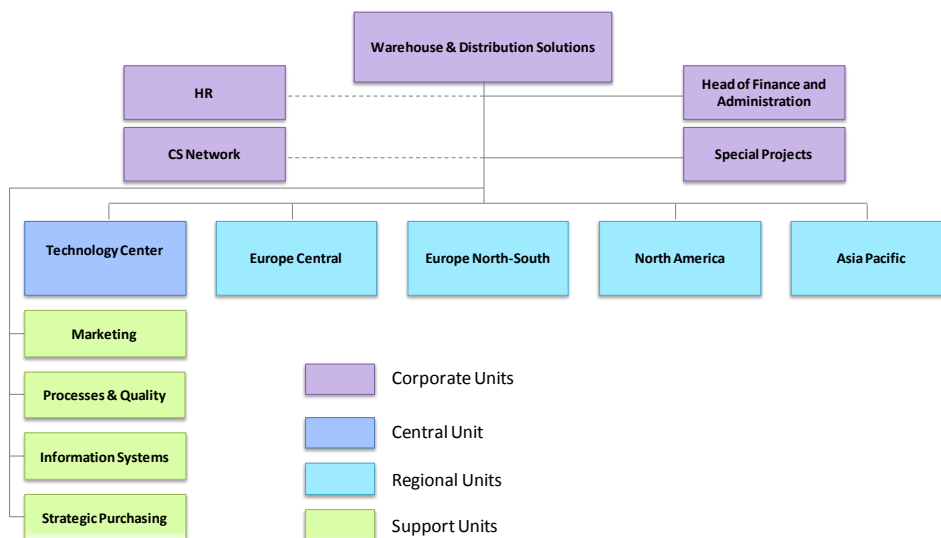 Warehouse & Distribution Solutions
HR
Head of Finance and
Administration
CS Network
Special Projects
Technology Center
Europe Central
Europe North-South
North America
Asia Pacific
Marketing
Processes & Quality
Information Systems
Strategic Purchasing
Corporate Units
Central Unit
Regional Units
Support Units